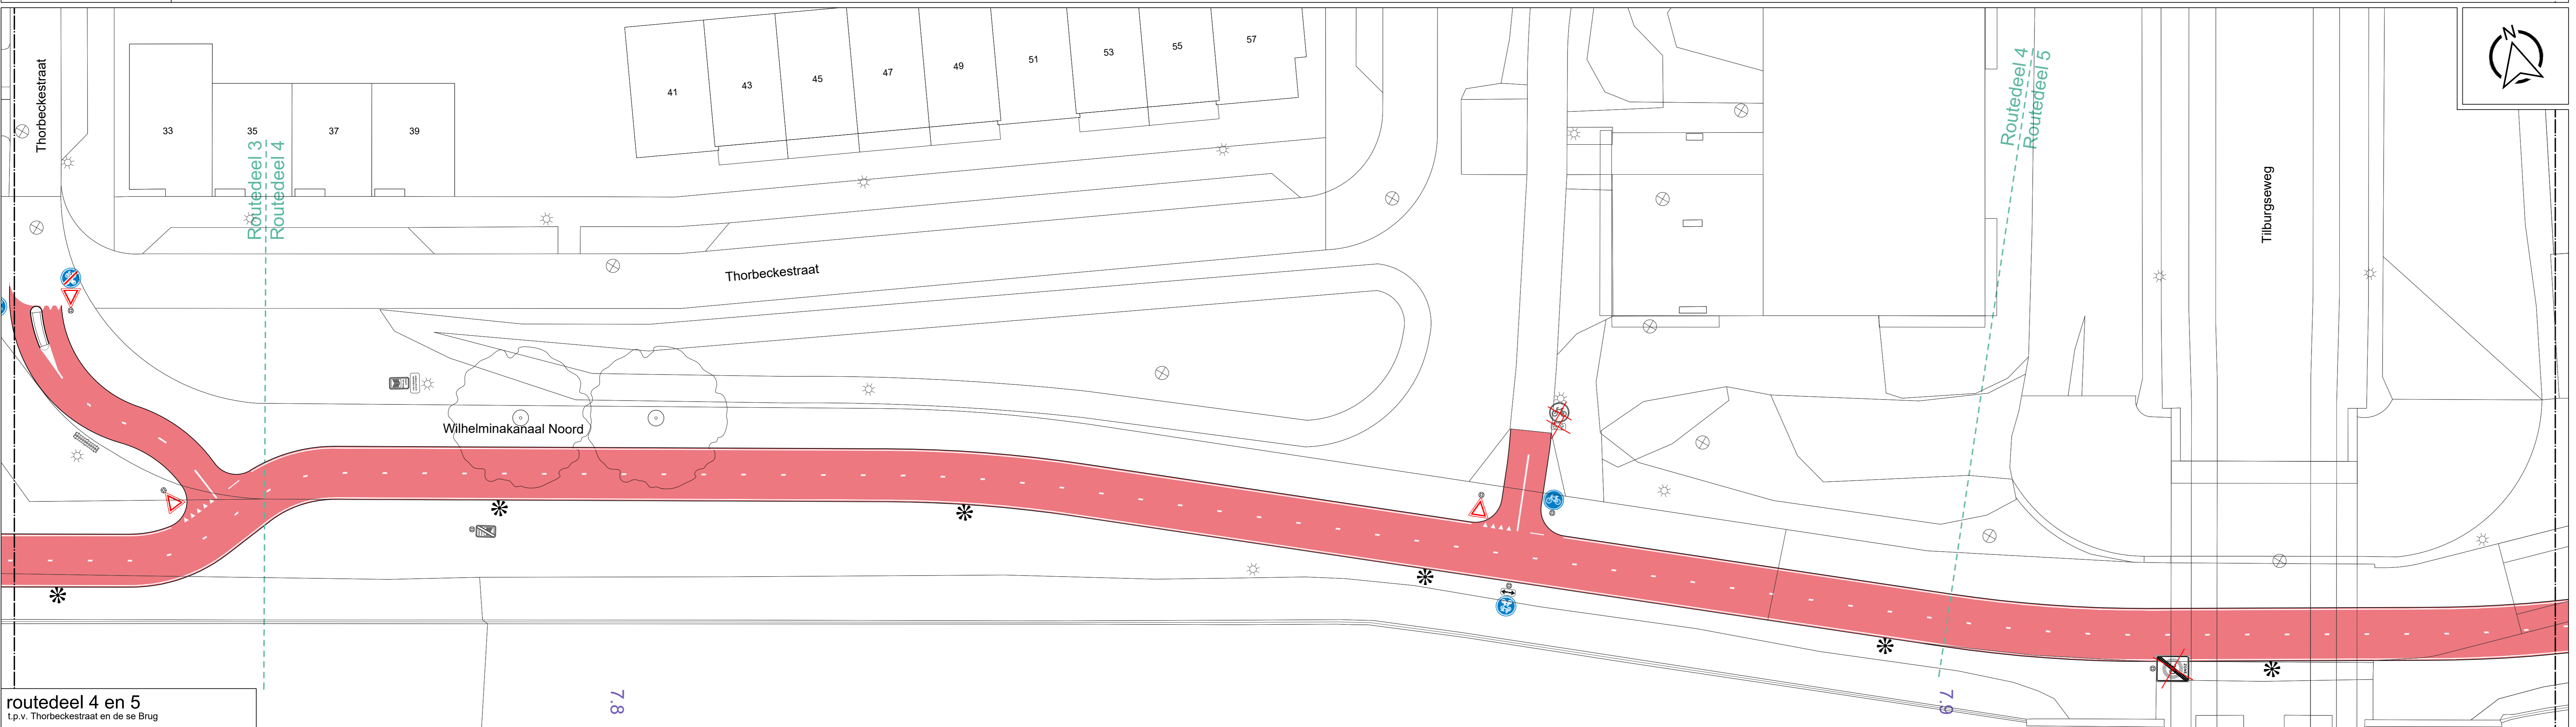 Thorbeckestraat
33
35
37
39
41
43
45
47
49
51
53
55
57
Routedeel 3
Routedeel 4
Thorbeckestraat
Wilhelminakanaal Noord
Routedeel 4
Routedeel 5
Tilburgseweg
N
7.8
7.9
routedeel 4 en 5
t.p.v. Thorbeckestraat en de se Brug